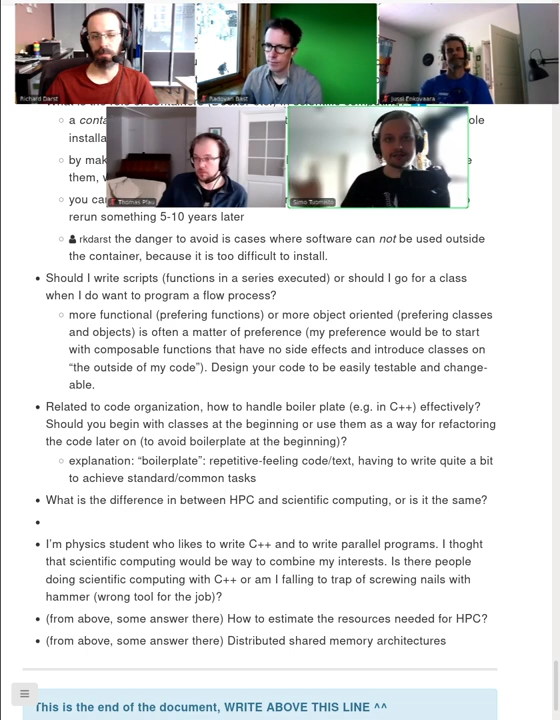 Richard Darst
Radovan Bast
Jussi Enkovaara
a
ole
installa
by mak
e
them, v
Thomas Pfau
Simo Tuomisto
you ca
rerun something 5-10 years later
rkdarst the danger to avoid is cases where software can not be used outside
the container, because it is too difficult to install.
Should I write scripts (functions in a series executed) or should I go for a class
when I do want to program a flow process?
more functional (prefering functions) or more object oriented (prefering classes
and objects) is often a matter of preference (my preference would be to start
with composable functions that have no side effects and introduce classes on
“the outside of my code”). Design your code to be easily testable and change-
able.
Related to code organization, how to handle boiler plate (e.g. in C++) effectively?
Should you begin with classes at the beginning or use them as a way for refactoring
the code later on (to avoid boilerplate at the beginning)?
explanation: “boilerplate”: repetitive-feeling code/text, having to write quite a bit
to achieve standard/common tasks
What is the difference in between HPC and scientific computing, or is it the same?
I’m physics student who likes to write C++ and to write parallel programs. I thoght
that scientific computing would be way to combine my interests. Is there people
doing scientific computing with C++ or am I falling to trap of screwing nails with
hammer (wrong tool for the job)?
(from above, some answer there) How to estimate the resources needed for HPC?
(from above, some answer there) Distributed shared memory architectures
This is the end of the document, WRITE ABOVE THIS LINE ^^